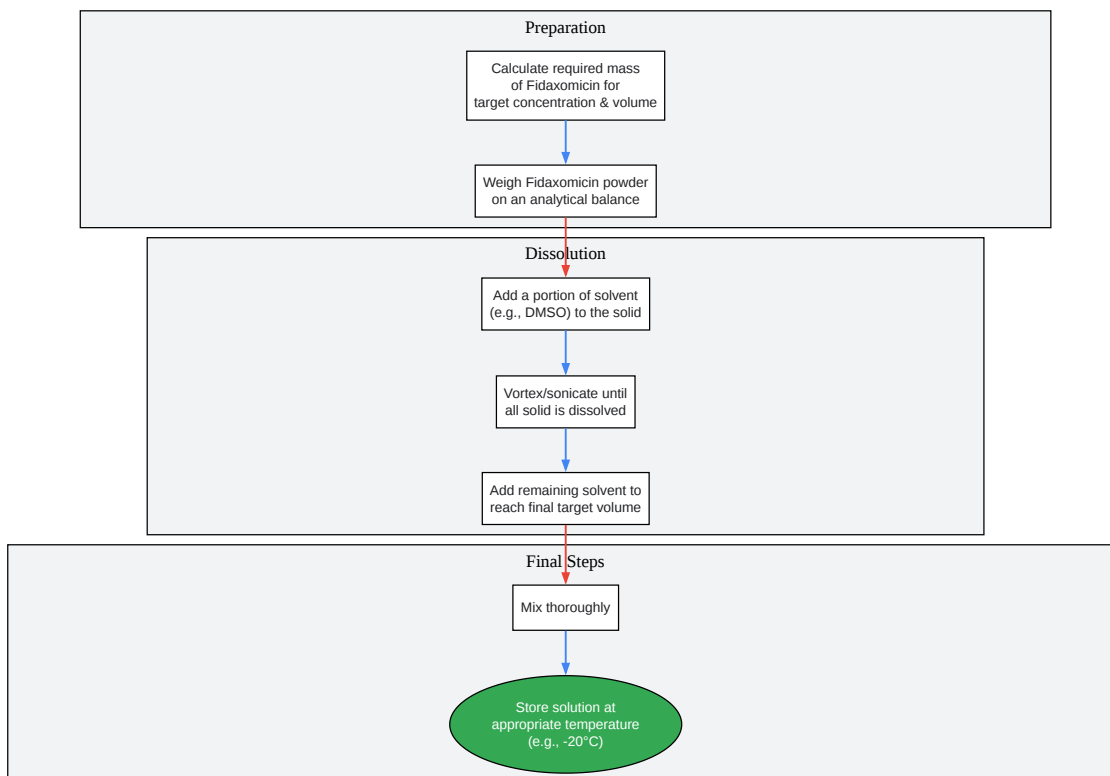 Preparation
Calculate required mass
of Fidaxomicin for
target concentration & volume
Weigh Fidaxomicin powder
on an analytical balance
Dissolution
Add a portion of solvent
(e.g., DMSO) to the solid
Vortex/sonicate until
all solid is dissolved
Add remaining solvent to
reach final target volume
Final Steps
Mix thoroughly
Store solution at
appropriate temperature
(e.g., -20°C)